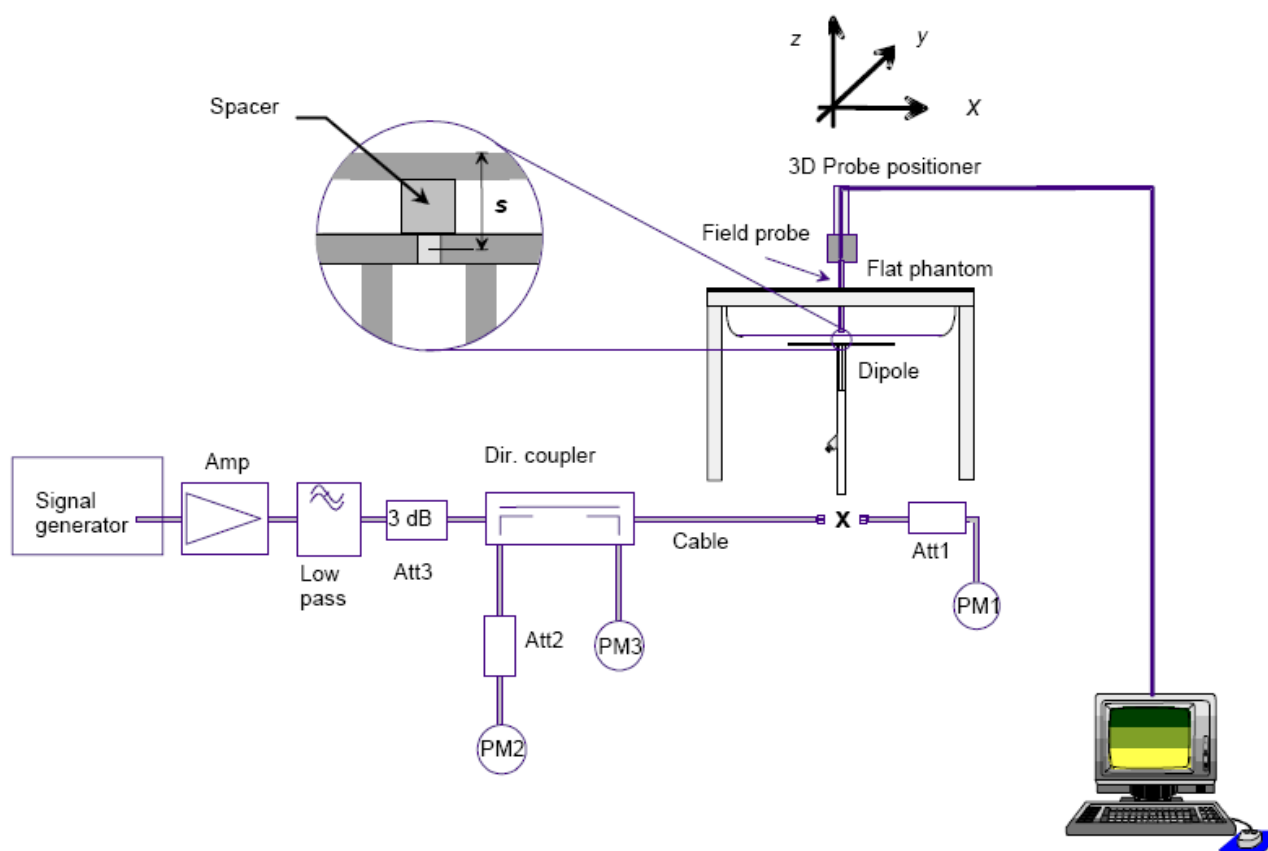 z
y
X
Spacer
s
3D Probe positioner
Field probe
Flat phantom
Dipole
Dir. coupler
Amp
Signal
generator
3 dB
Low
pass
Att3
Cable
X
Att1
PM1
Att2
PM3
PM2